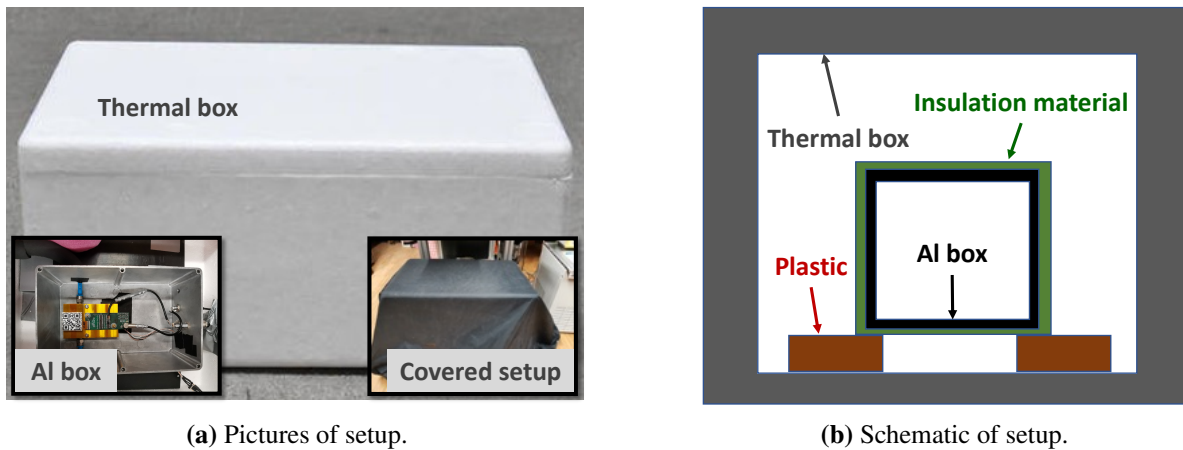 Thermal box
Al box
Covered setup
(a) Pictures of setup.
Insulation material
Thermal box
Al box
Plastic
(b) Schematic of setup.